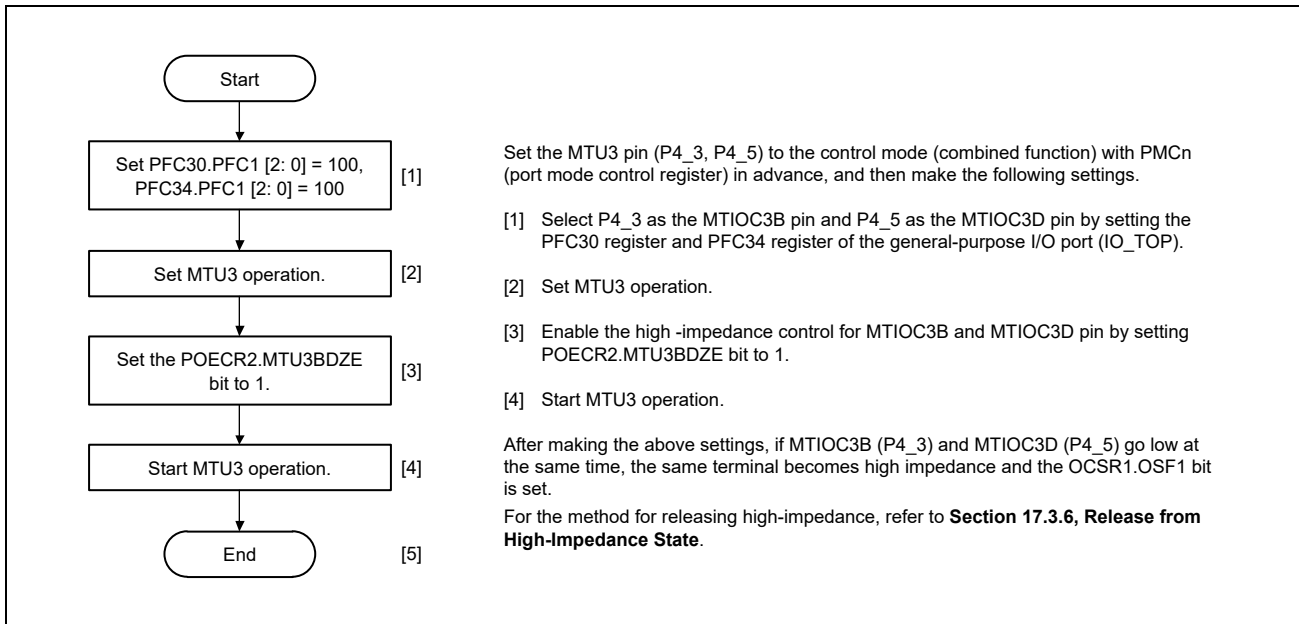 Start
Set PFC30.PFC1 [2: 0] = 100,
PFC34.PFC1 [2: 0] = 100
[1]
Set MTU3 operation.
[2]
Set the POECR2.MTU3BDZE
bit to 1.
[3]
Start MTU3 operation.
[4]
End
[5]
Set the MTU3 pin (P4_3, P4_5) to the control mode (combined function) with PMCn
(port mode control register) in advance, and then make the following settings.
[1] Select P4_3 as the MTIOC3B pin and P4_5 as the MTIOC3D pin by setting the
PFC30 register and PFC34 register of the general-purpose I/O port (IO_TOP).
[2] Set MTU3 operation.
[3] Enable the high -impedance control for MTIOC3B and MTIOC3D pin by setting
POECR2.MTU3BDZE bit to 1.
[4] Start MTU3 operation.
After making the above settings, if MTIOC3B (P4_3) and MTIOC3D (P4_5) go low at
the same time, the same terminal becomes high impedance and the OCSR1.OSF1 bit
is set.
For the method for releasing high-impedance, refer to Section 17.3.6, Release from
High-Impedance State.